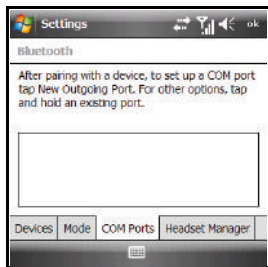 Settings
ok
Bluetooth
After pairing with a device, to set up a COM port
tap New Outgoing Port. For other options, tap
and hold an existing port.
Devices Mode COM Ports Headset Manager